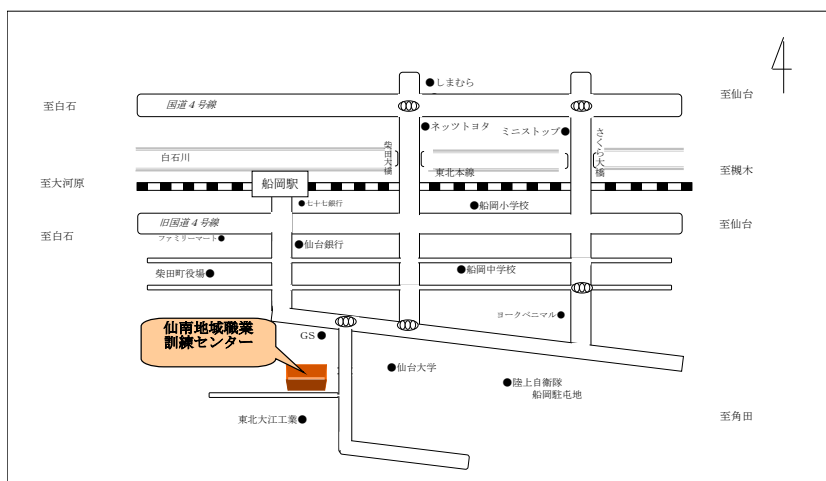 しまむら
至仙台
至白石
国道４号線
ネッツトヨタ
ミニストップ
柴田大橋
さくら大橋
白石川
東北本線
至槻木
至大河原
船岡駅
七十七銀行
船岡小学校
旧国道４号線
至仙台
至白石
ファミリーマート
仙台銀行
柴田町役場
船岡中学校
ヨークベニマル
仙南地域職業
訓練センター
GS
仙台大学
陸上自衛隊
船岡駐屯地
東北大江工業
至角田